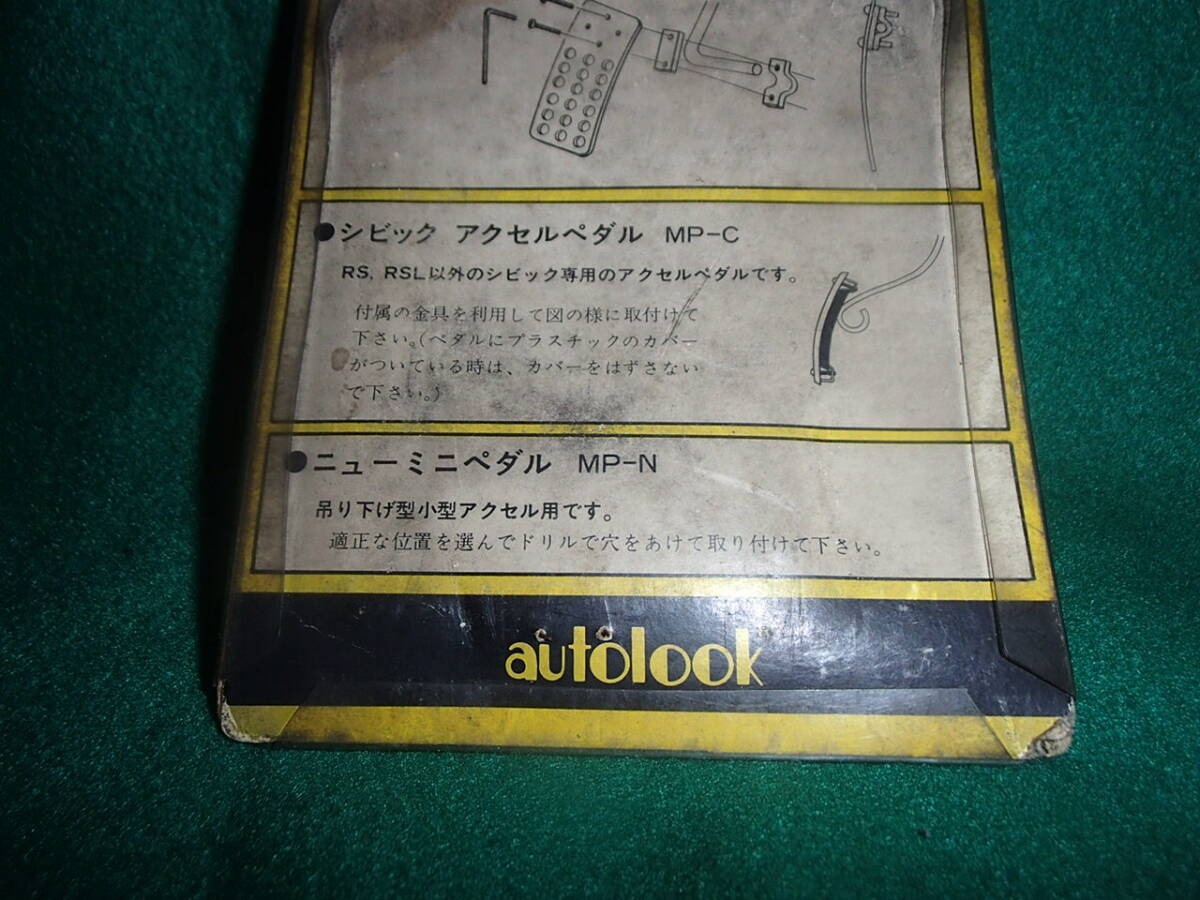 ●シビック アクセルペダル MP-C
RS, RSL以外のシビック専用のアクセルペダルです。
付属の金具を利用して図の様に取付けて
下さい。(ペダルにプラスチックのカバー
がついている時は、カバーをはずさない
で下さい。)
●ニューミニペダル MP-N
吊り下げ型小型アクセル用です。
適正な位置を選んでドリルで穴をあけて取り付けて下さい。
autolook